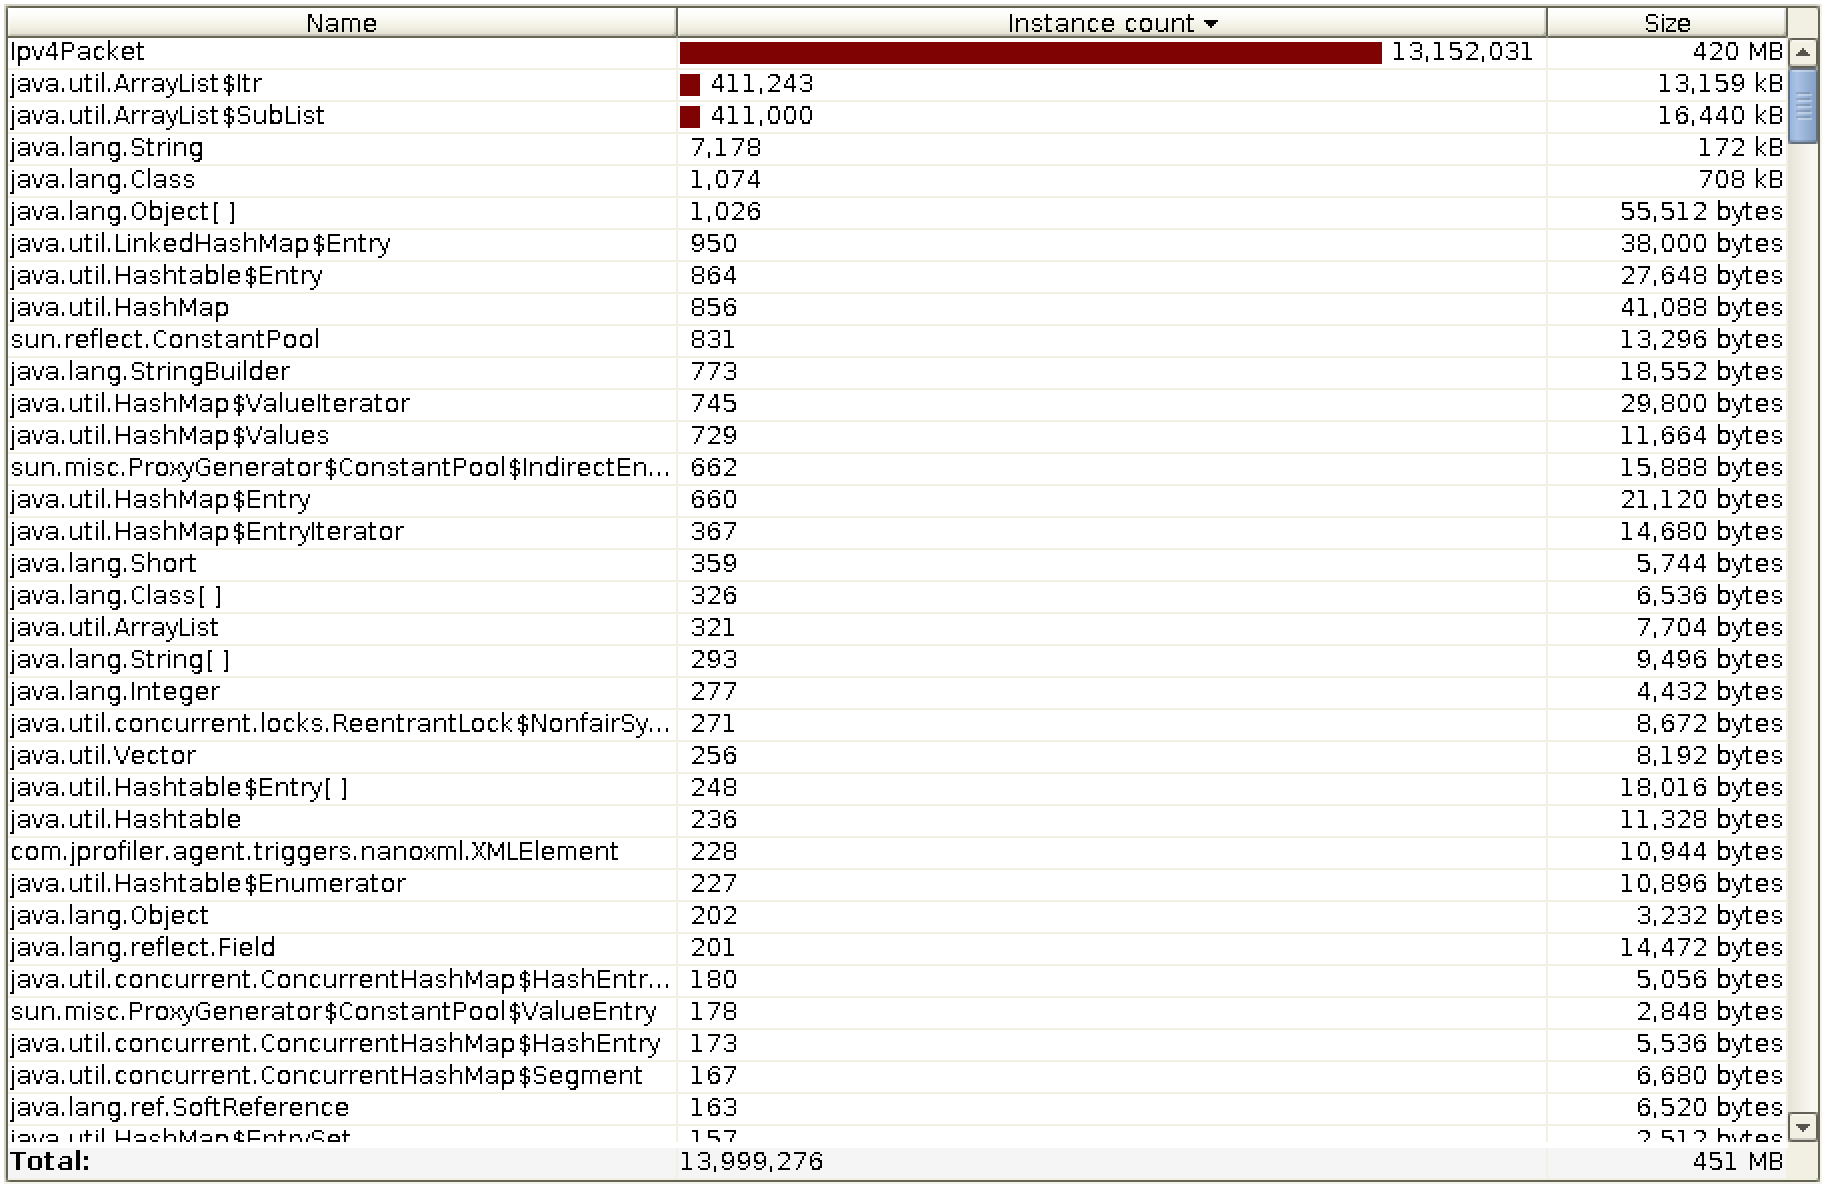 Name Instance count Size
Ipv4Packet 13,152,031 420 MB
java.util.ArrayList$Itr 411,243 13,159 kB
java.util.ArrayList$SubList 411,000 16,440 kB
java.lang.String 7,178 172 kB
java.lang.Class 1,074 708 kB
java.lang.Object[ ] 1,026 55,512 bytes
java.util.LinkedHashMap$Entry 950 38,000 bytes
java.util.Hashtable$Entry 864 27,648 bytes
java.util.HashMap 856 41,088 bytes
sun.reflect.ConstantPool 831 13,296 bytes
java.lang.StringBuilder 773 18,552 bytes
java.util.HashMap$ValueIterator 745 29,800 bytes
java.util.HashMap$Values 729 11,664 bytes
sun.misc.ProxyGenerator$ConstantPool$IndirectEn... 662 15,888 bytes
java.util.HashMap$Entry 660 21,120 bytes
java.util.HashMap$EntryIterator 367 14,680 bytes
java.lang.Short 359 5,744 bytes
java.lang.Class[ ] 326 6,536 bytes
java.util.ArrayList 321 7,704 bytes
java.lang.String[ ] 293 9,496 bytes
java.lang.Integer 277 4,432 bytes
java.util.concurrent.locks.ReentrantLock$NonfairSy... 271 8,672 bytes
java.util.Vector 256 8,192 bytes
java.util.Hashtable$Entry[ ] 248 18,016 bytes
java.util.Hashtable 236 11,328 bytes
com.jprofiler.agent.triggers.nanoxml.XMLElement 228 10,944 bytes
java.util.Hashtable$Enumerator 227 10,896 bytes
java.lang.Object 202 3,232 bytes
java.lang.reflect.Field 201 14,472 bytes
java.util.concurrent.ConcurrentHashMap$HashEntr... 180 5,056 bytes
sun.misc.ProxyGenerator$ConstantPool$ValueEntry 178 2,848 bytes
java.util.concurrent.ConcurrentHashMap$HashEntry 173 5,536 bytes
java.util.concurrent.ConcurrentHashMap$Segment 167 6,680 bytes
java.lang.ref.SoftReference 163 6,520 bytes
java.util.HashMap$EntrySet 157 2,512 bytes
Total: 13,999,276 451 MB